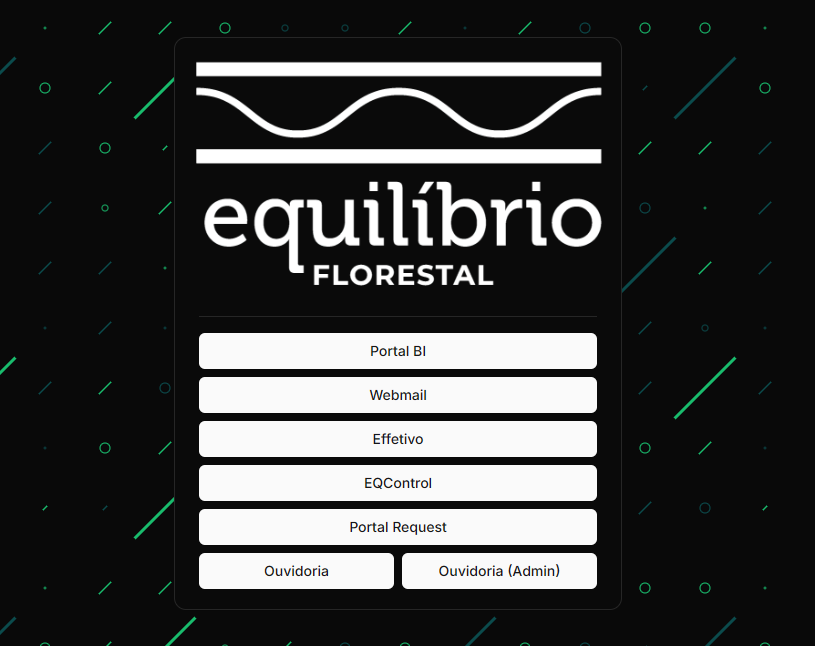 equilíbrio
FLORESTAL
Portal BI
Webmail
Effetivo
EQControl
Portal Request
Ouvidoria
Ouvidoria (Admin)